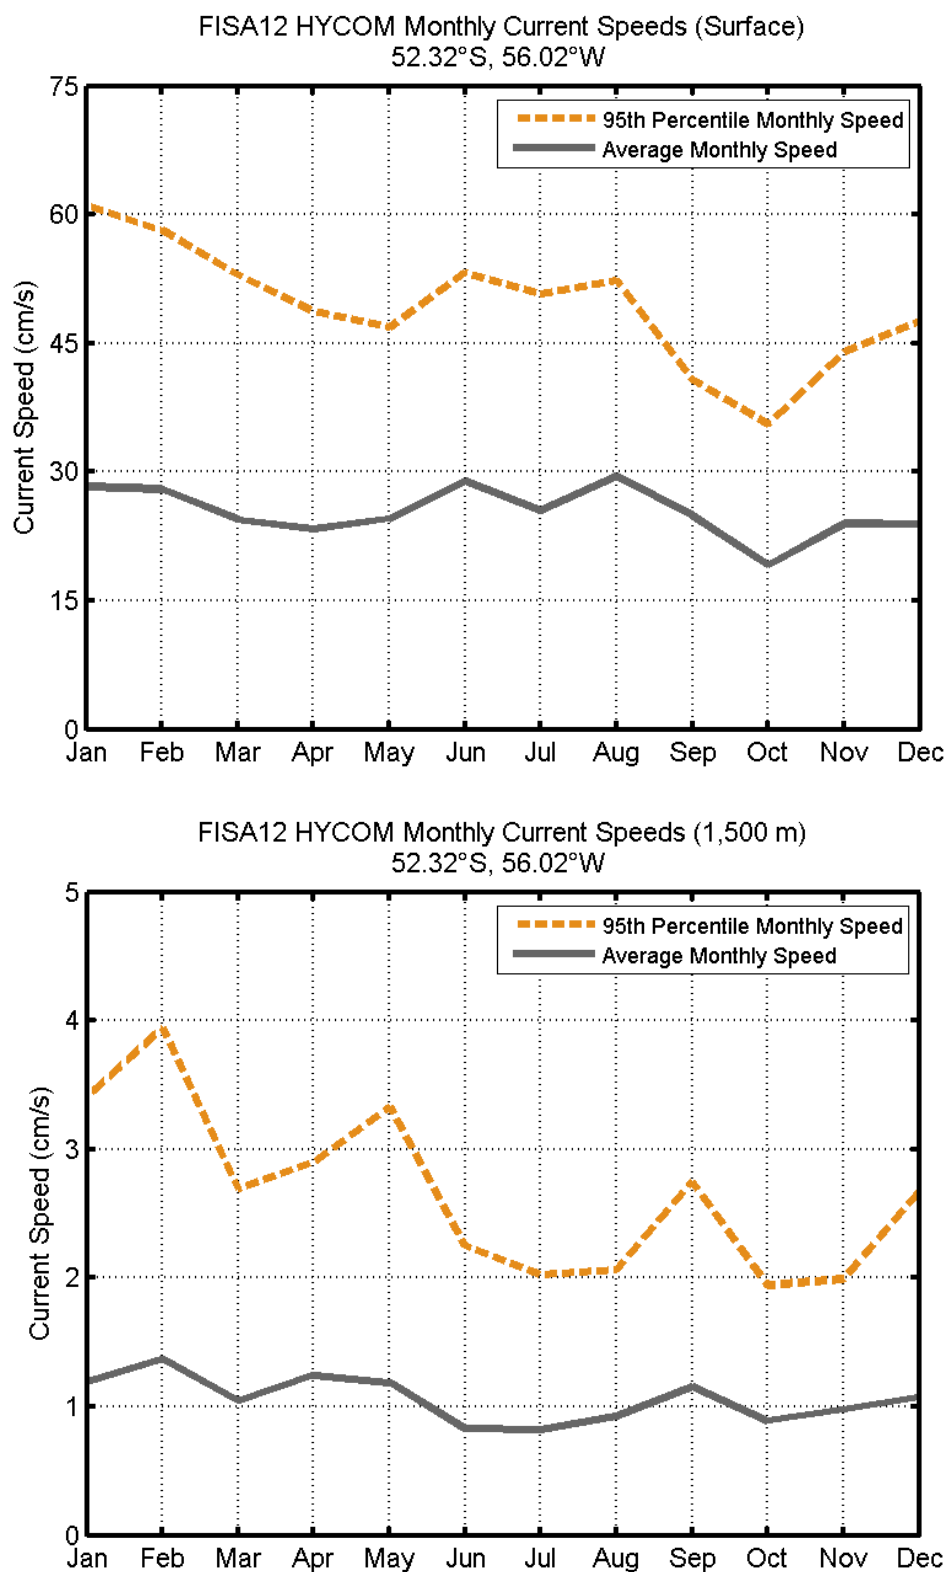 FISA12 HYCOM Monthly Current Speeds (Surface)
52.32°S, 56.02°W
75
60
45
30
15
0
Current Speed (cm/s)
95th Percentile Monthly Speed
Average Monthly Speed
Jan Feb Mar Apr May Jun Jul Aug Sep Oct Nov Dec
FISA12 HYCOM Monthly Current Speeds (1,500 m)
52.32°S, 56.02°W
5
4
3
2
1
0
Current Speed (cm/s)
95th Percentile Monthly Speed
Average Monthly Speed
Jan Feb Mar Apr May Jun Jul Aug Sep Oct Nov Dec